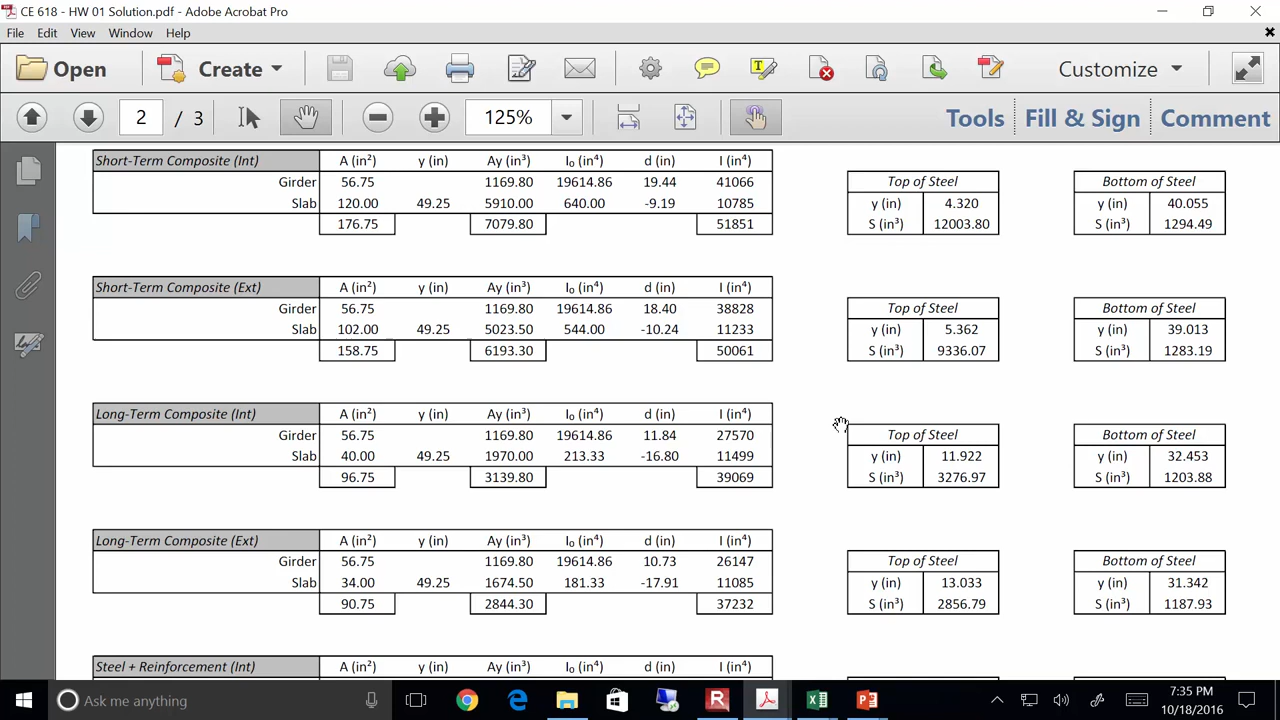 CE 618 - HW 01 Solution.pdf - Adobe Acrobat Pro
File Edit View Window Help
Open Create Customize
2 / 3 125% Tools Fill & Sign Comment
Short-Term Composite (Int) A (in²) y (in) Ay (in³) I₀ (in⁴) d (in) I (in⁴)
Girder 56.75 1169.80 19614.86 19.44 41066 Top of Steel Bottom of Steel
Slab 120.00 49.25 5910.00 640.00 -9.19 10785 y (in) 4.320 y (in) 40.055
176.75 7079.80 51851 S (in³) 12003.80 S (in³) 1294.49
Short-Term Composite (Ext) A (in²) y (in) Ay (in³) I₀ (in⁴) d (in) I (in⁴)
Girder 56.75 1169.80 19614.86 18.40 38828 Top of Steel Bottom of Steel
Slab 102.00 49.25 5023.50 544.00 -10.24 11233 y (in) 5.362 y (in) 39.013
158.75 6193.30 50061 S (in³) 9336.07 S (in³) 1283.19
Long-Term Composite (Int) A (in²) y (in) Ay (in³) I₀ (in⁴) d (in) I (in⁴)
Girder 56.75 1169.80 19614.86 11.84 27570 Top of Steel Bottom of Steel
Slab 40.00 49.25 1970.00 213.33 -16.80 11499 y (in) 11.922 y (in) 32.453
96.75 3139.80 39069 S (in³) 3276.97 S (in³) 1203.88
Long-Term Composite (Ext) A (in²) y (in) Ay (in³) I₀ (in⁴) d (in) I (in⁴)
Girder 56.75 1169.80 19614.86 10.73 26147 Top of Steel Bottom of Steel
Slab 34.00 49.25 1674.50 181.33 -17.91 11085 y (in) 13.033 y (in) 31.342
90.75 2844.30 37232 S (in³) 2856.79 S (in³) 1187.93
Steel + Reinforcement (Int) A (in²) y (in) Ay (in³) I₀ (in⁴) d (in) I (in⁴)
Ask me anything 7:35 PM
10/18/2016